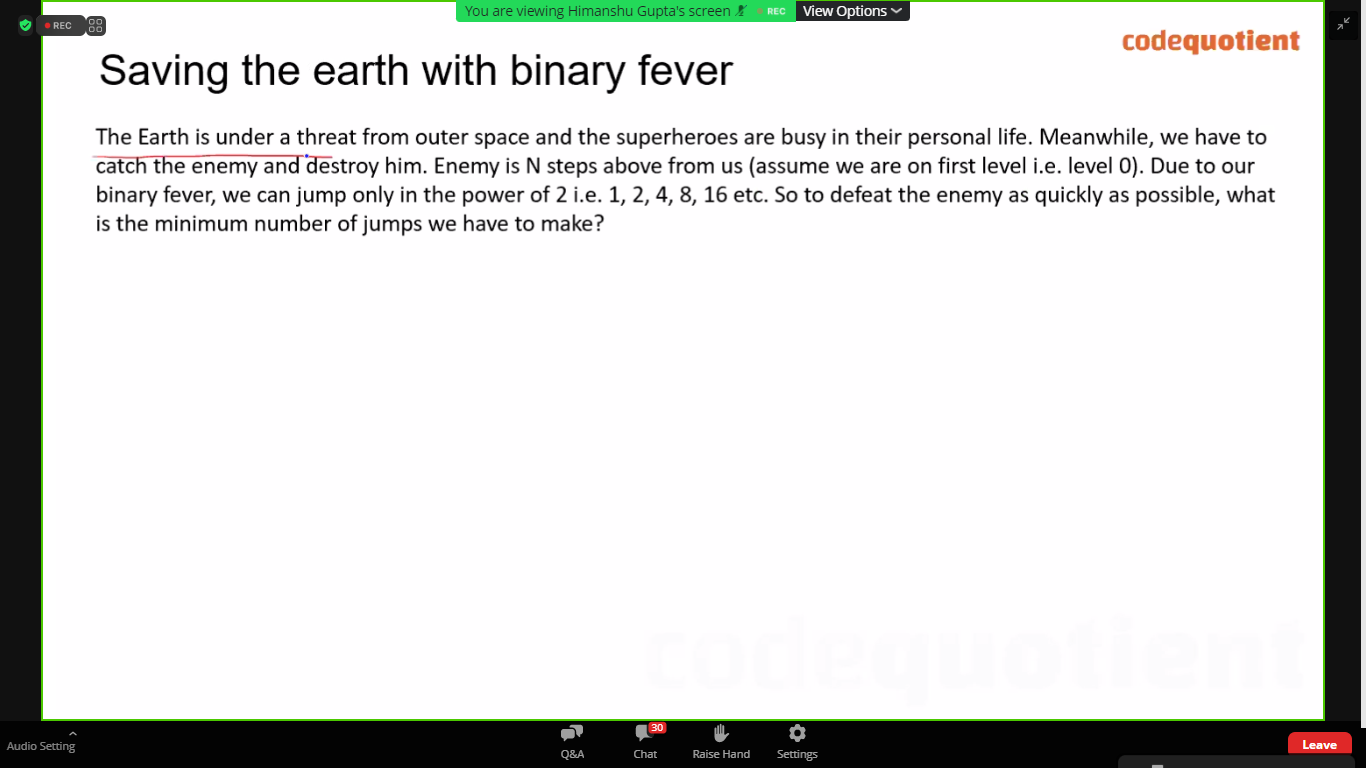 You are viewing Himanshu Gupta's screen REC View Options
REC
codequotient
Saving the earth with binary fever
The Earth is under a threat from outer space and the superheroes are busy in their personal life. Meanwhile, we have to
catch the enemy and destroy him. Enemy is N steps above from us (assume we are on first level i.e. level 0). Due to our
binary fever, we can jump only in the power of 2 i.e. 1, 2, 4, 8, 16 etc. So to defeat the enemy as quickly as possible, what
is the minimum number of jumps we have to make?
codequotient
30
Audio Setting Q&A Chat Raise Hand Settings Leave